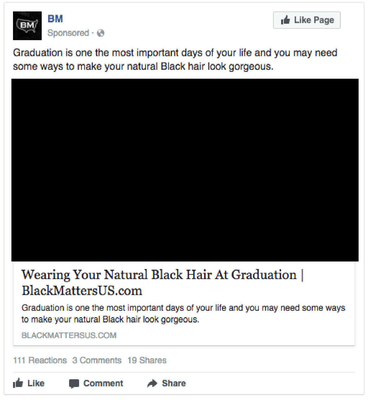 BM
BM
Like Page
Sponsored ·
Graduation is one the most important days of your life and you may need
some ways to make your natural Black hair look gorgeous.
Wearing Your Natural Black Hair At Graduation |
BlackMattersUS.com
Graduation is one the most important days of your life and you may need some ways
to make your natural Black hair look gorgeous.
BLACKMATTERSUS.COM
111 Reactions 3 Comments 19 Shares
Like Comment Share